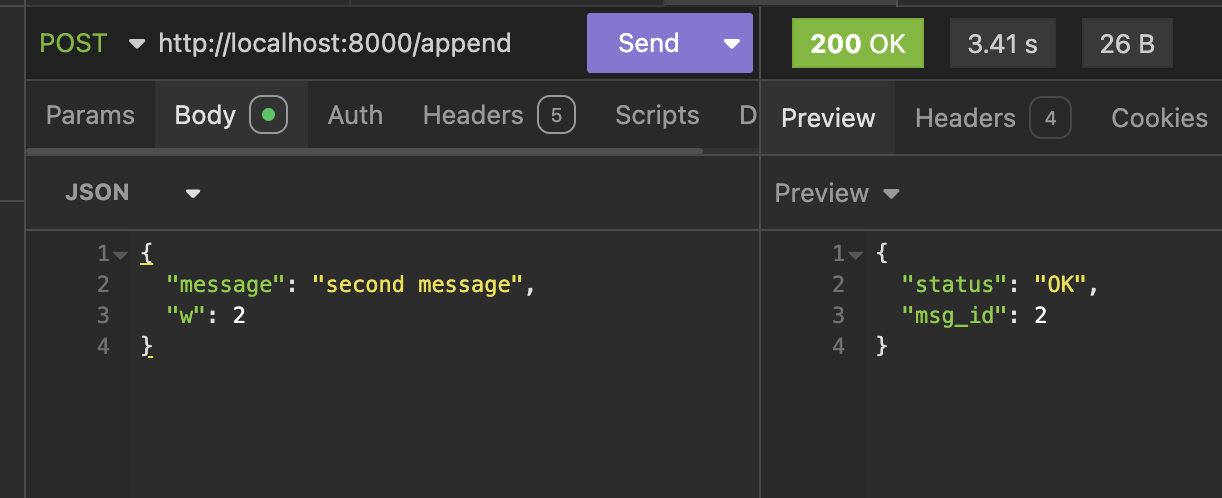 POST http://localhost:8000/append Send 200 OK 3.41 s 26 B
Params Body Auth Headers 5 Scripts D Preview Headers 4 Cookies
JSON Preview
1 {
2 "message": "second message",
3 "w": 2
4 }
1 {
2 "status": "OK",
3 "msg_id": 2
4 }